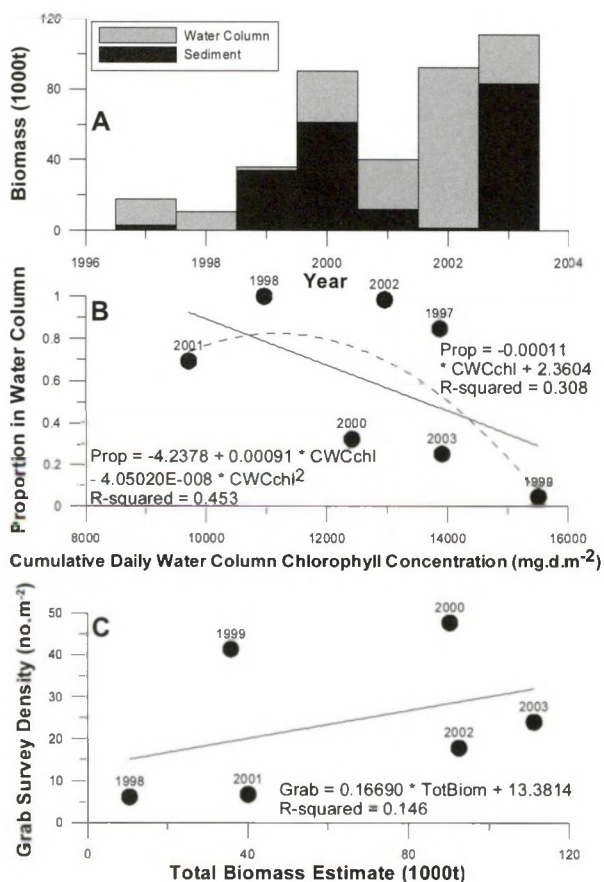 120
80
40
0
Biomass (1000t)
Water Column
Sediment
A
1996
1998
2000
2002
2004
Year
1
0.8
0.6
0.4
0.2
0
Proportion in Water Column
B
1998
2002
1997
2001
Prop = -0.00011
* CWCchl + 2.3604
R-squared = 0.308
2000
2003
Prop = -4.2378 + 0.00091 * CWCchl
- 4.05020E-008 * CWCchl2
R-squared = 0.453
1999
8000
10000
12000
14000
16000
Cumulative Daily Water Column Chlorophyll Concentration (mg.d.m-2)
50
40
30
20
10
0
Grab Survey Density (no.m-2)
C
2000
1999
2003
2002
1998
2001
Grab = 0.16690 * TotBiom + 13.3814
R-squared = 0.146
0
40
80
120
Total Biomass Estimate (1000t)